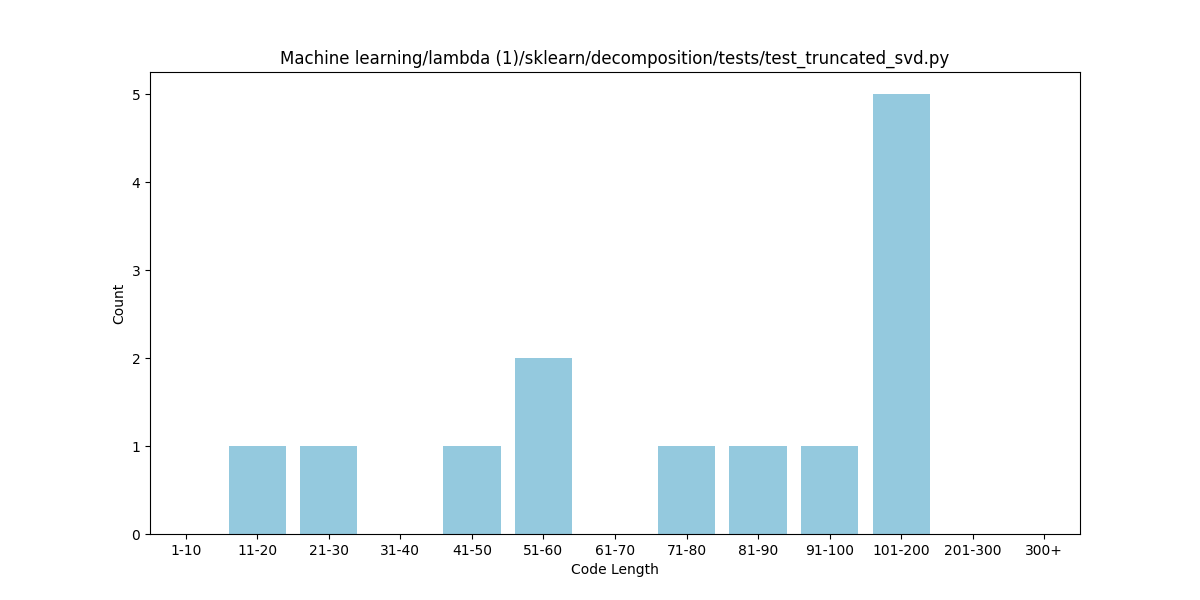 Machine learning/lambda (1)/sklearn/decomposition/tests/test_truncated_svd.py
5
4
3
2
1
0
Count
1-10 11-20 21-30 31-40 41-50 51-60 61-70 71-80 81-90 91-100 101-200 201-300 300+
Code Length